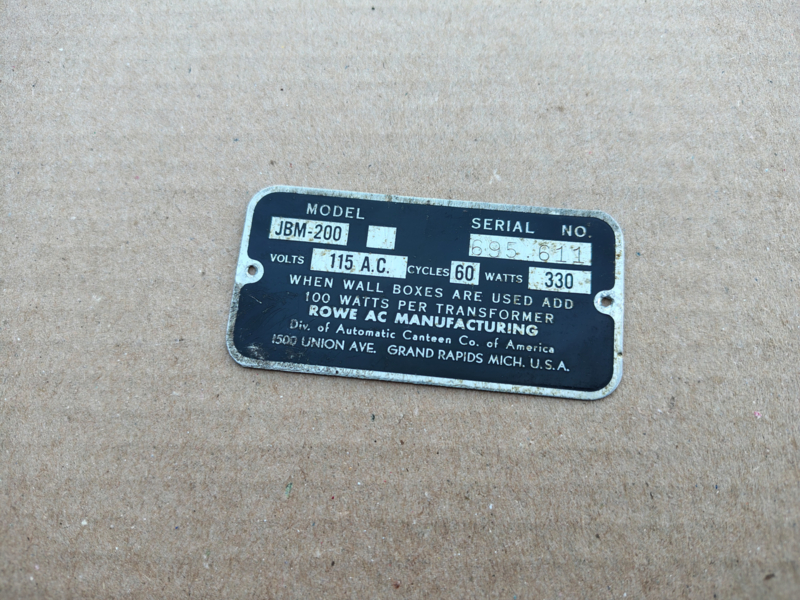 MODEL SERIAL NO.
JBM-200 695.611
VOLTS 115 A.C. CYCLES 60 WATTS 330
WHEN WALL BOXES ARE USED ADD
100 WATTS PER TRANSFORMER
ROWE AC MANUFACTURING
Div. of Automatic Canteen Co. of America
1500 UNION AVE. GRAND RAPIDS MICH. U.S.A.